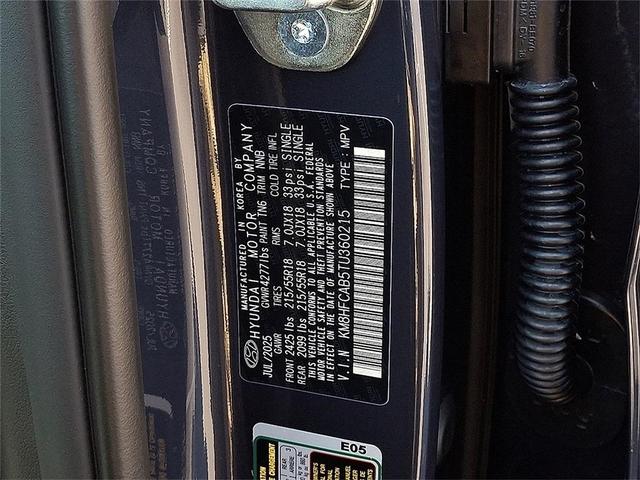 MANUFACTURED IN KOREA BY
HYUNDAI MOTOR COMPANY
JUL/2025 GVWR4277lbs PAINT TN6 TRIM NNB
GAWR TIRES RIMS COLD TIRE INFL
FRONT 2425 lbs 215/55R18 7.0JX18 33psi SINGLE
REAR 2099 lbs 215/55R18 7.0JX18 33psi SINGLE
THIS VEHICLE CONFORMS TO ALL APPLICABLE U.S.A. FEDERAL
MOTOR VEHICLE SAFETY AND THEFT PREVENTION STANDARDS
IN EFFECT ON THE DATE OF MANUFACTURE SHOWN ABOVE
V.I.N KM8HFCAB5TU360215 TYPE: MPV
E05
REAR